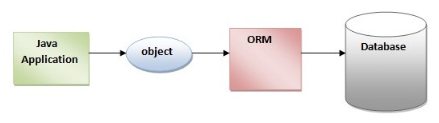 Java
Application
object
ORM
Database